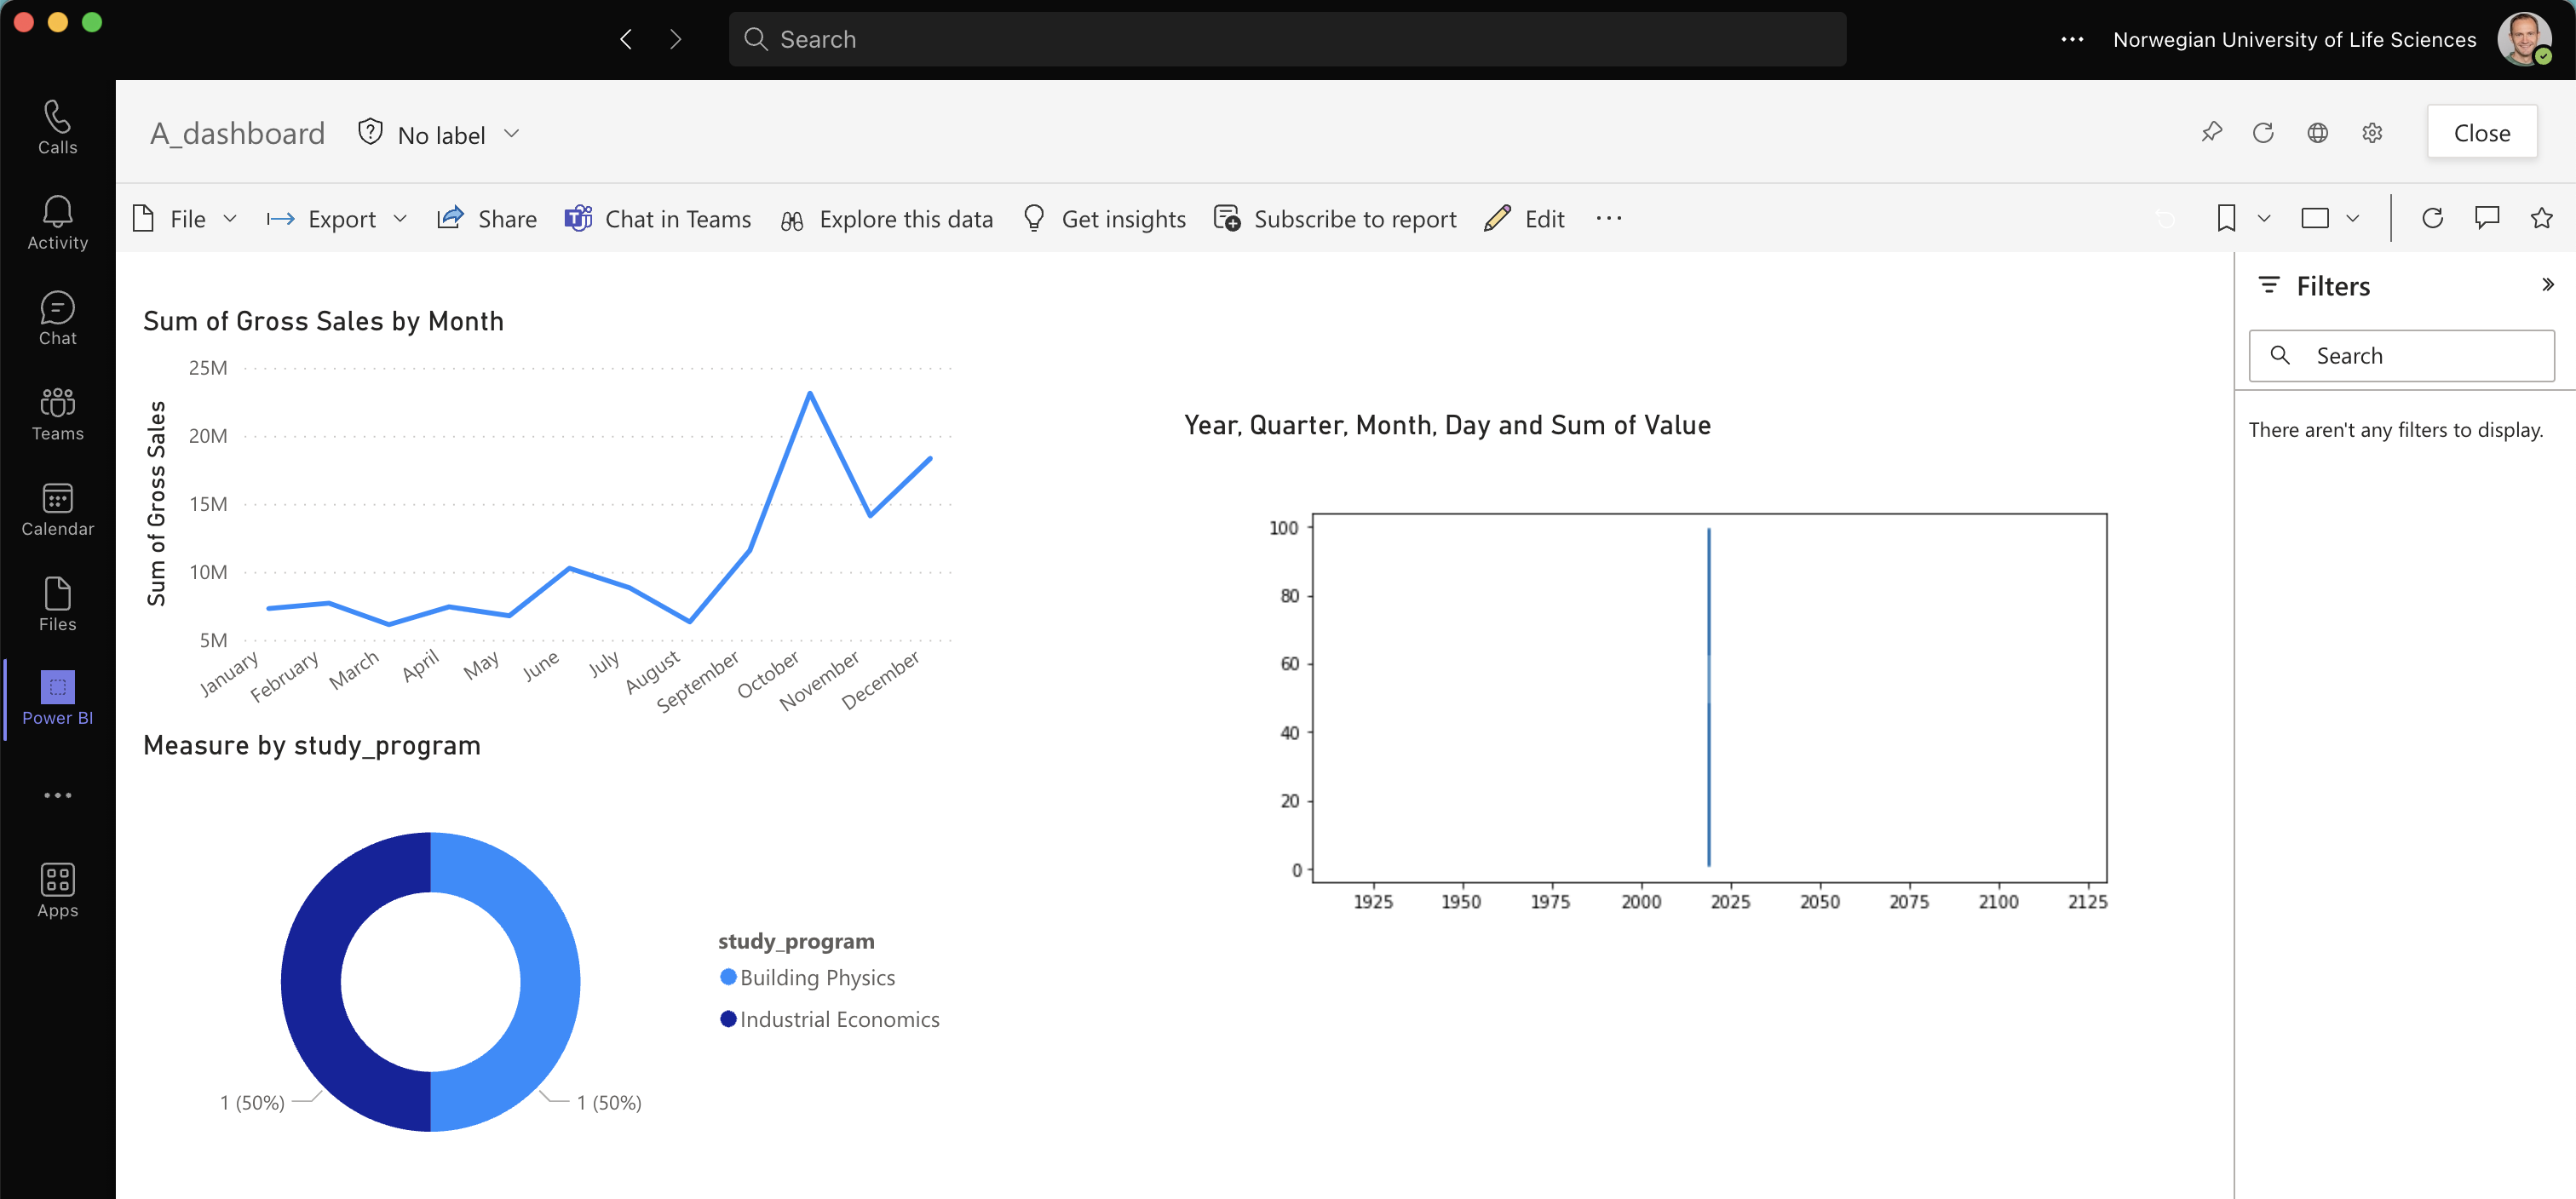 Search
Norwegian University of Life Sciences
Calls
Activity
Chat
Teams
Calendar
Files
Power BI
Apps
A_dashboard
No label
Close
File
Export
Share
Chat in Teams
Explore this data
Get insights
Subscribe to report
Edit
Sum of Gross Sales by Month
Sum of Gross Sales
25M
20M
15M
10M
5M
January
February
March
April
May
June
July
August
September
October
November
December
Measure by study_program
1 (50%)
1 (50%)
study_program
Building Physics
Industrial Economics
Year, Quarter, Month, Day and Sum of Value
100
80
60
40
20
0
1925 1950 1975 2000 2025 2050 2075 2100 2125
Filters
Search
There aren't any filters to display.